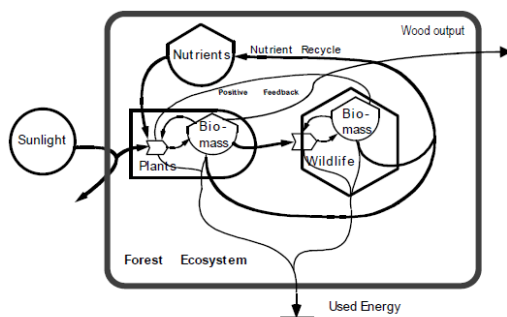 Wood output
Nutrients
Nutrient Recycle
Positive Feedback
Bio-
mass
Bio-
mass
Sunlight
Plants
Wildlife
Forest Ecosystem
Used Energy